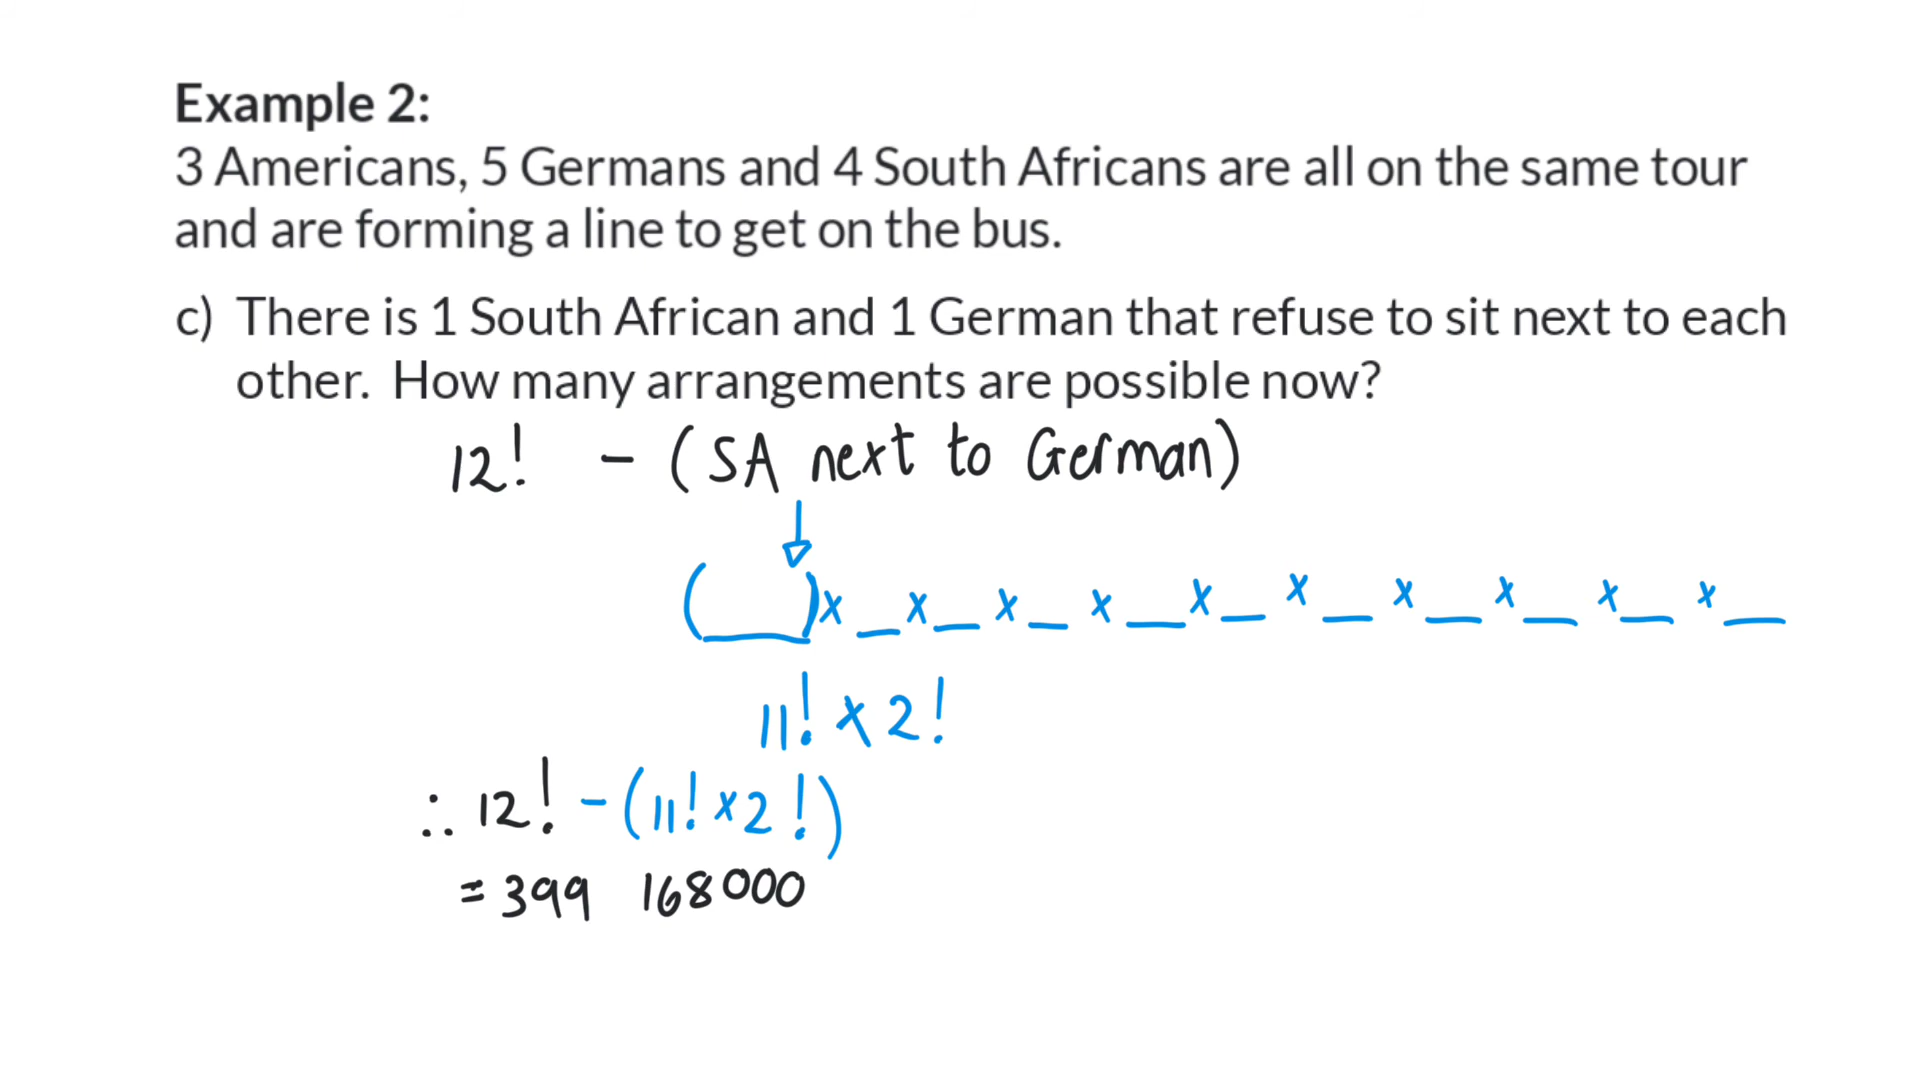 Example 2:
3 Americans, 5 Germans and 4 South Africans are all on the same tour
and are forming a line to get on the bus.
c) There is 1 South African and 1 German that refuse to sit next to each
other. How many arrangements are possible now?
12! - (SA next to German)
(__)x_x_x_x_x_x_x_x_x_x_
11! x 2!
∴ 12! - (11! x 2!)
= 399 168000